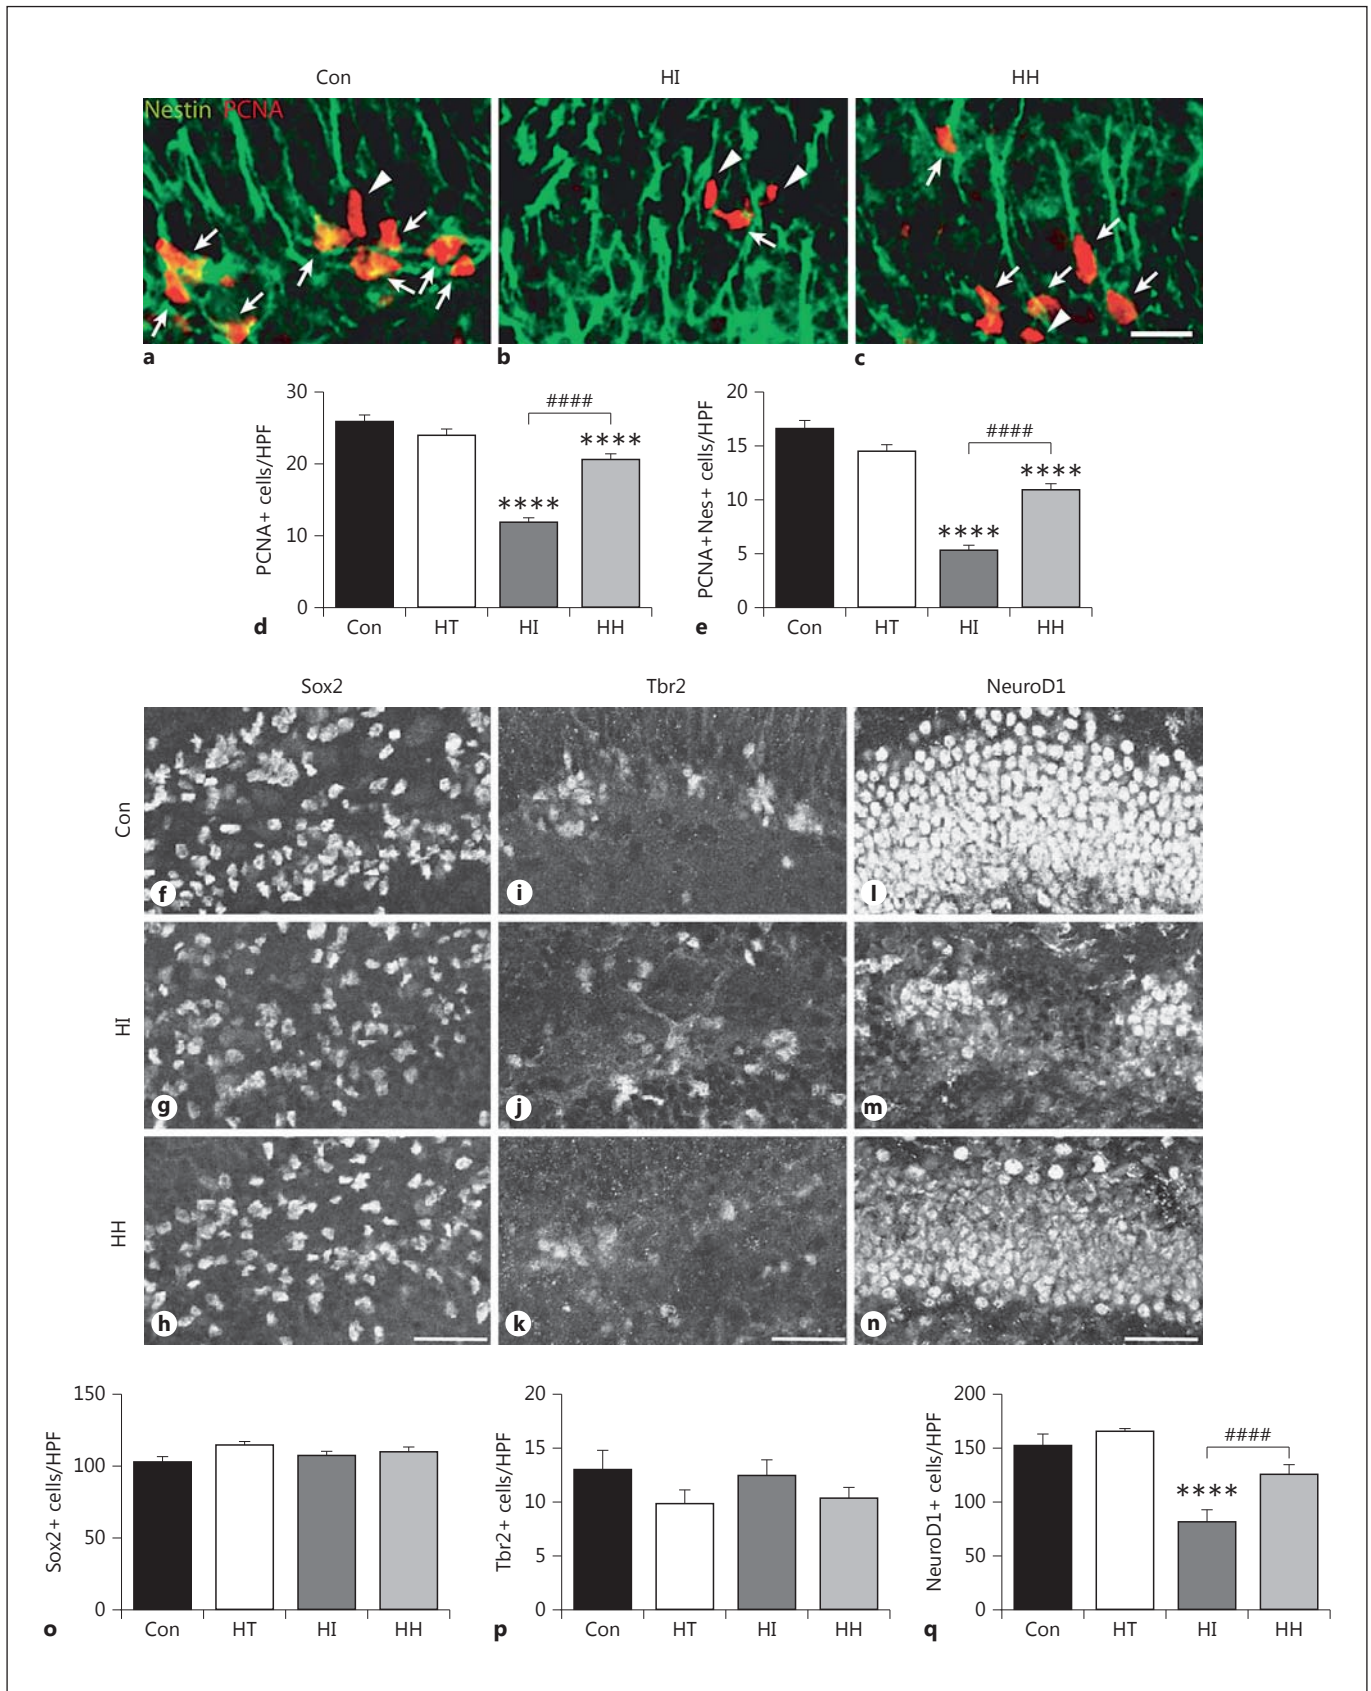 Con HI HH
Nestin PCNA
a b c
30
20
10
0
PCNA+ cells/HPF
####
****
****
Con HT HI HH
d
20
15
10
5
0
PCNA+Nes+ cells/HPF
####
****
****
Con HT HI HH
e
Sox2 Tbr2 NeuroD1
Con
f i l
HI
g j m
HH
h k n
150
100
50
0
Sox2+ cells/HPF
Con HT HI HH
o
20
15
10
5
0
Tbr2+ cells/HPF
Con HT HI HH
p
200
150
100
50
0
NeuroD1+ cells/HPF
####
****
Con HT HI HH
q